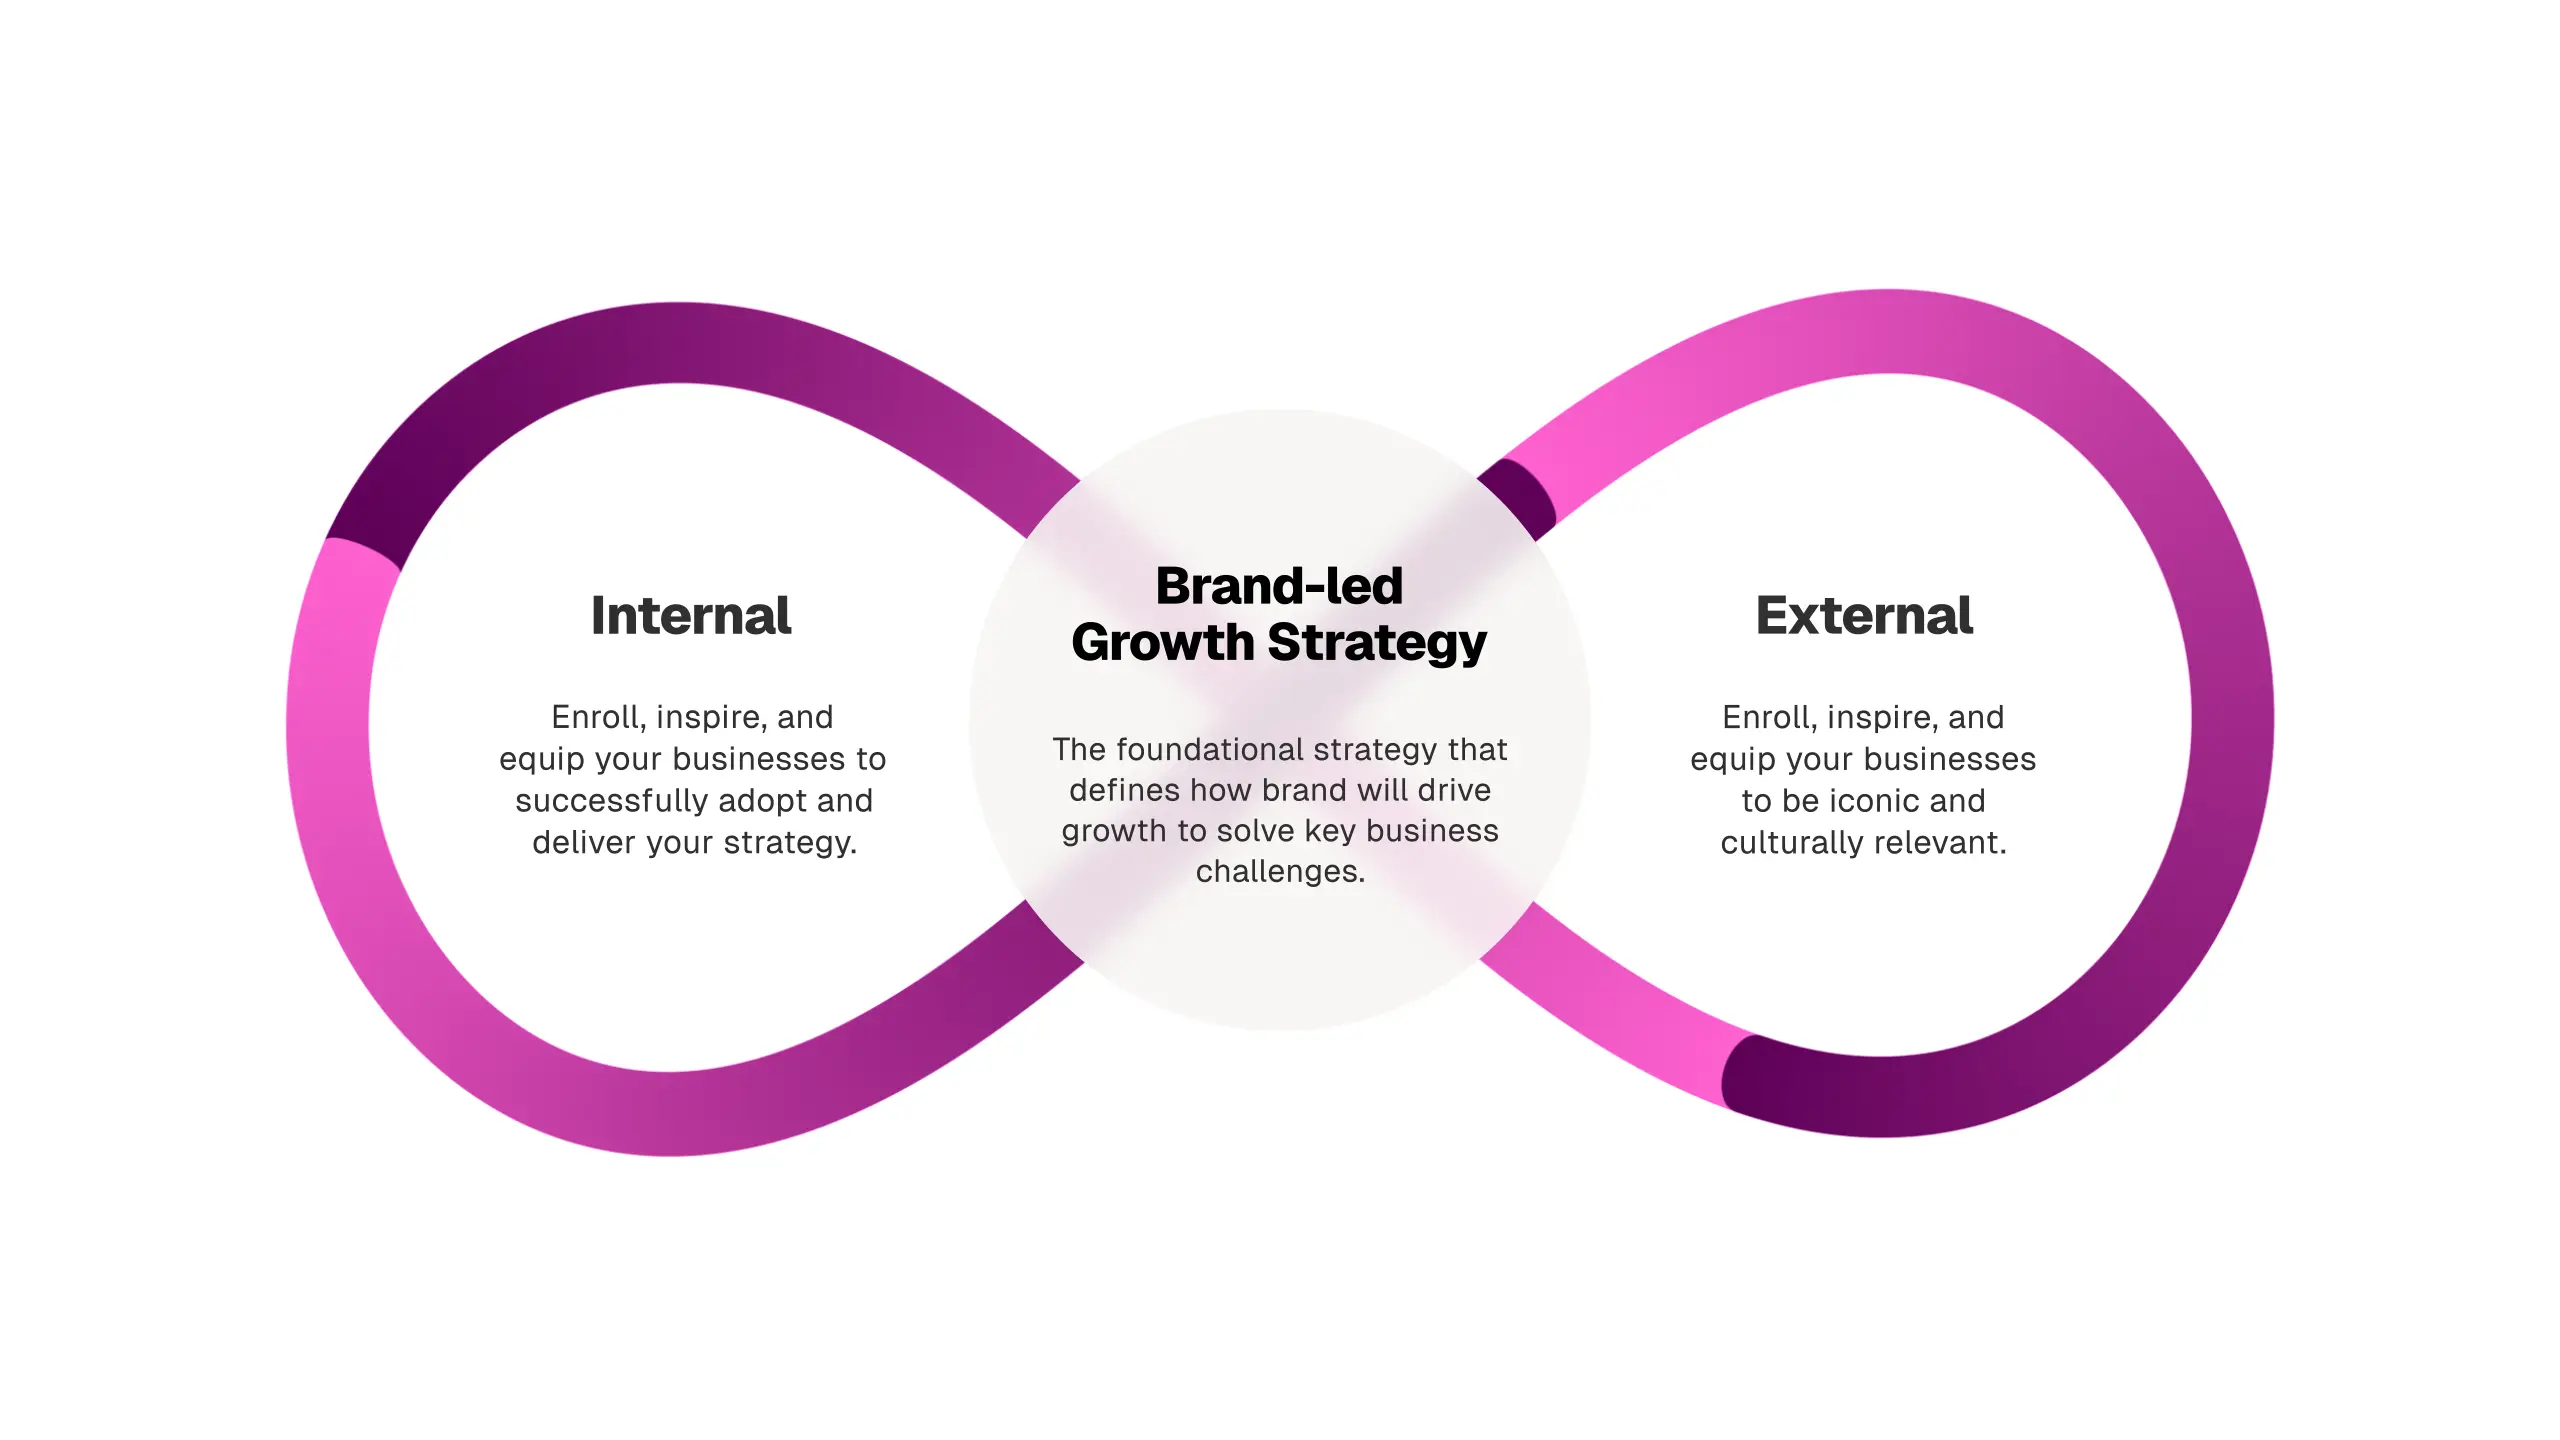 Internal
Enroll, inspire, and
equip your businesses to
successfully adopt and
deliver your strategy.
Brand-led
Growth Strategy
The foundational strategy that
defines how brand will drive
growth to solve key business
challenges.
External
Enroll, inspire, and
equip your businesses
to be iconic and
culturally relevant.